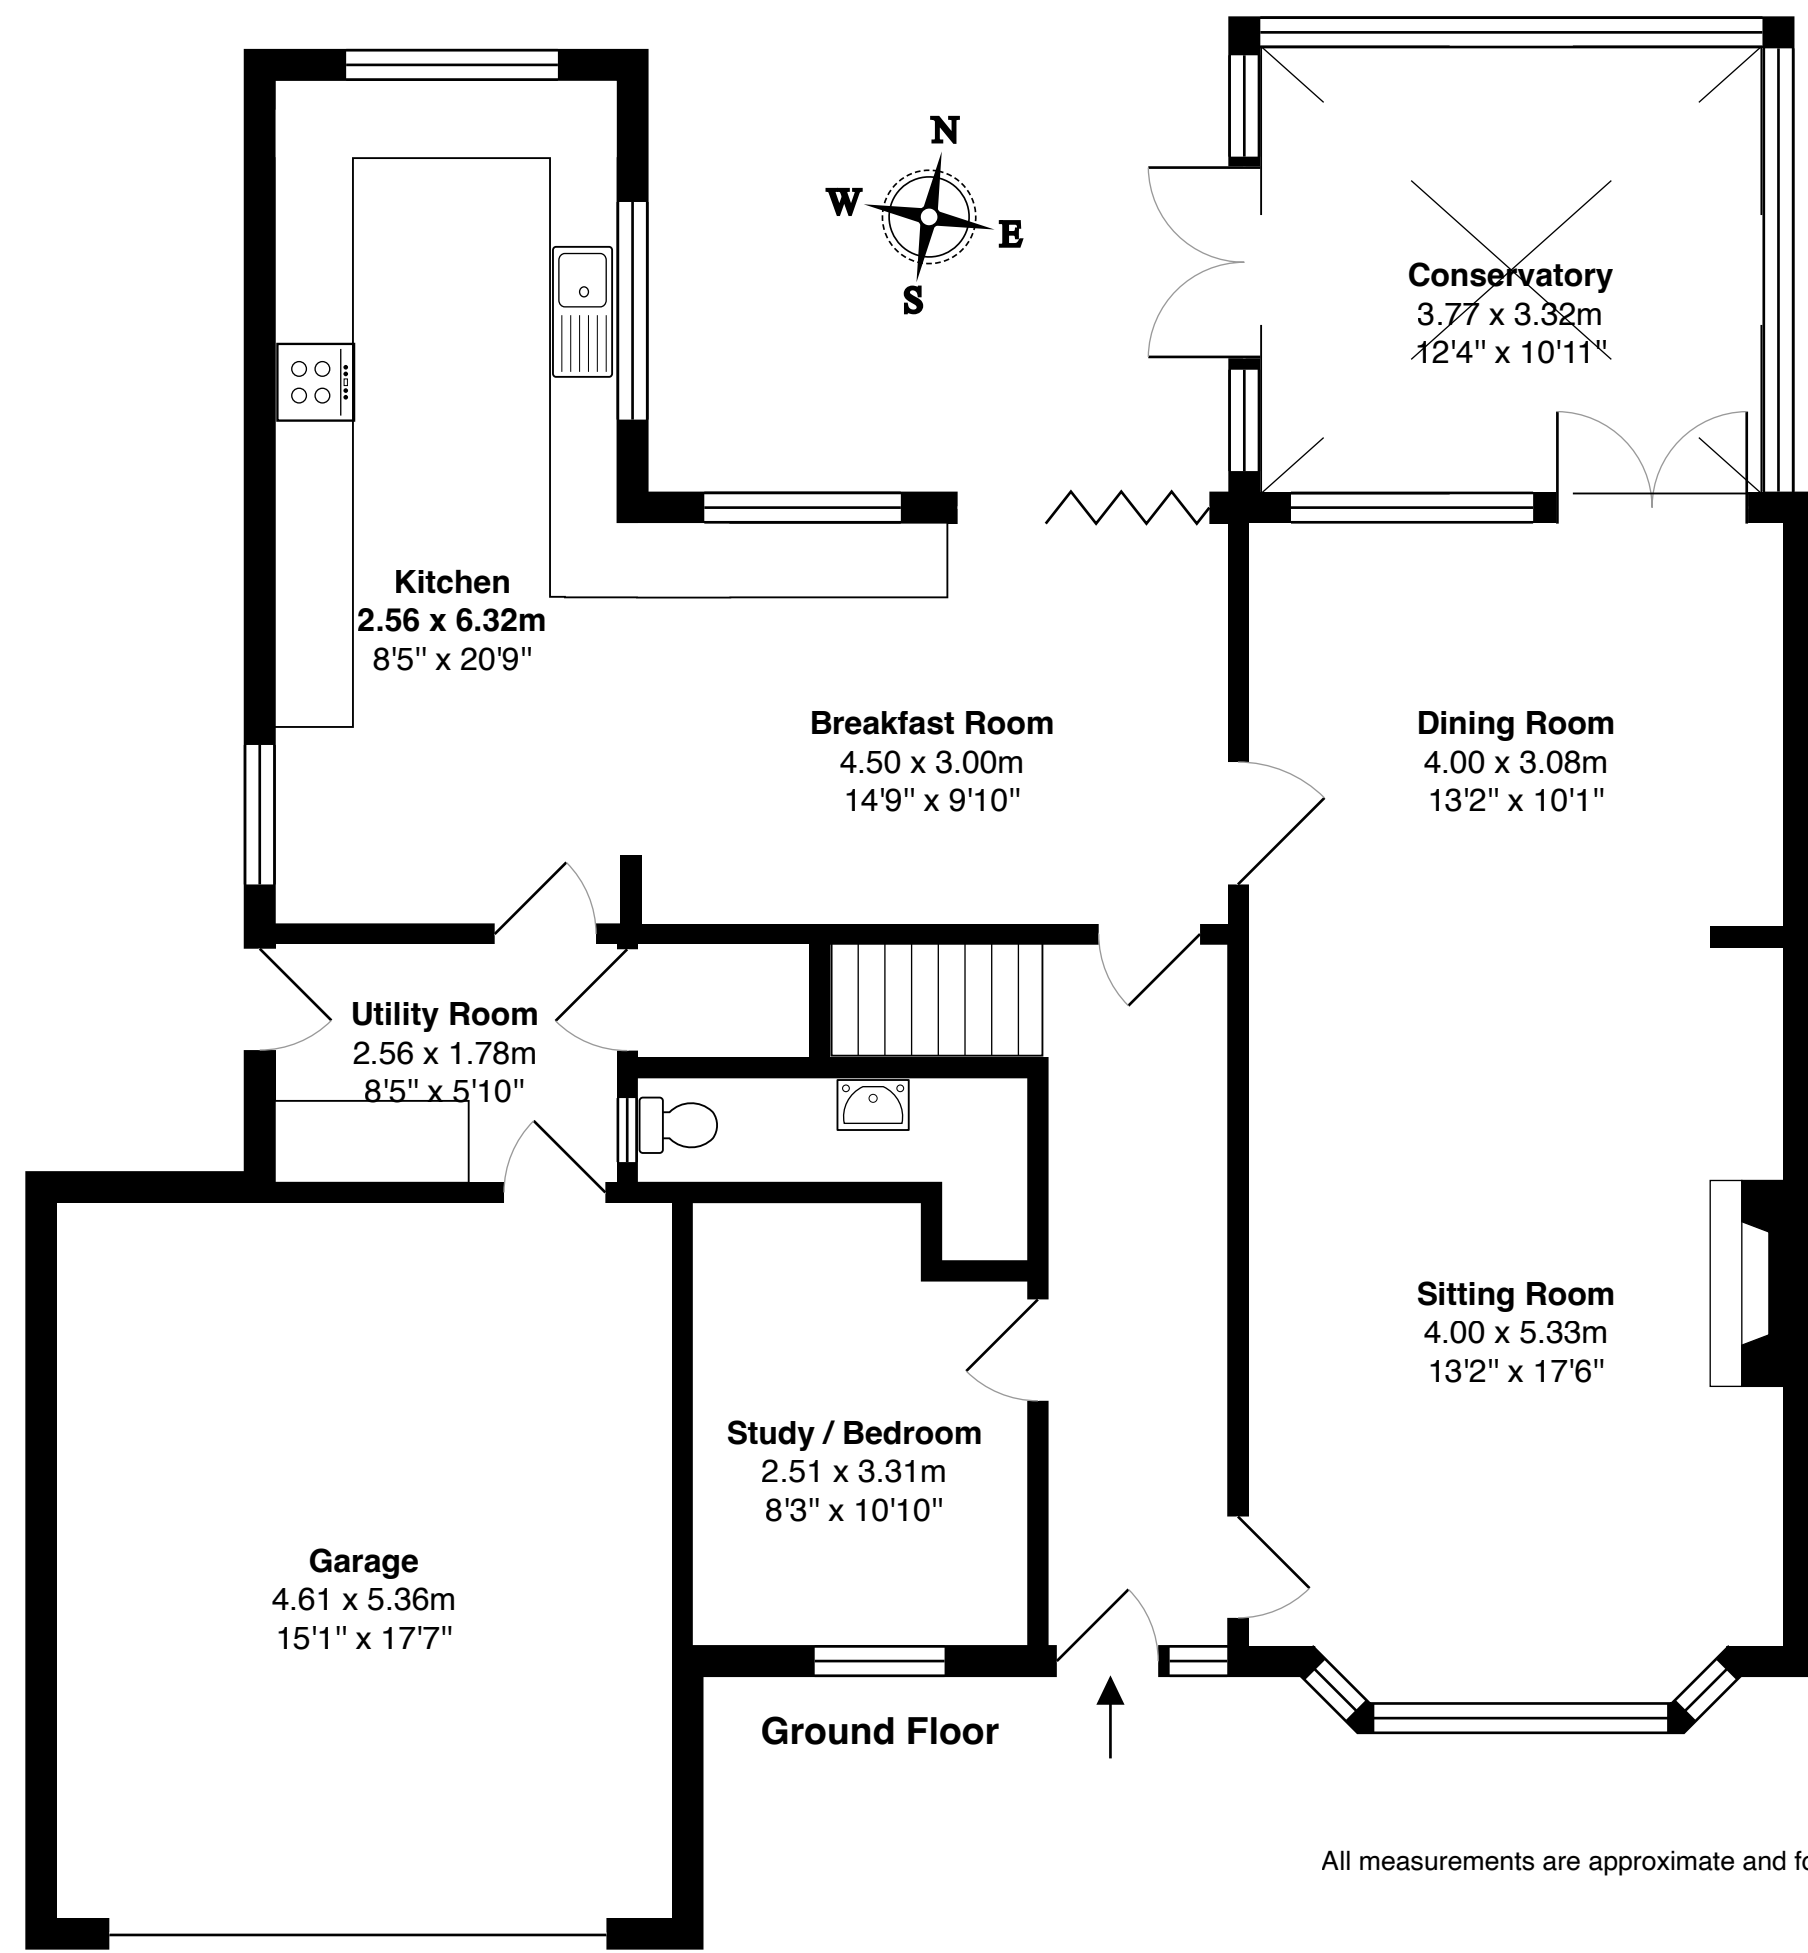 N
W
E
S
Conservatory
3.77 x 3.32m
12'4" x 10'11"
Kitchen
2.56 x 6.32m
8'5" x 20'9"
Breakfast Room
4.50 x 3.00m
14'9" x 9'10"
Dining Room
4.00 x 3.08m
13'2" x 10'1"
Utility Room
2.56 x 1.78m
8'5" x 5'10"
Sitting Room
4.00 x 5.33m
13'2" x 17'6"
Study / Bedroom
2.51 x 3.31m
8'3" x 10'10"
Garage
4.61 x 5.36m
15'1" x 17'7"
Ground Floor
All measurements are approximate and